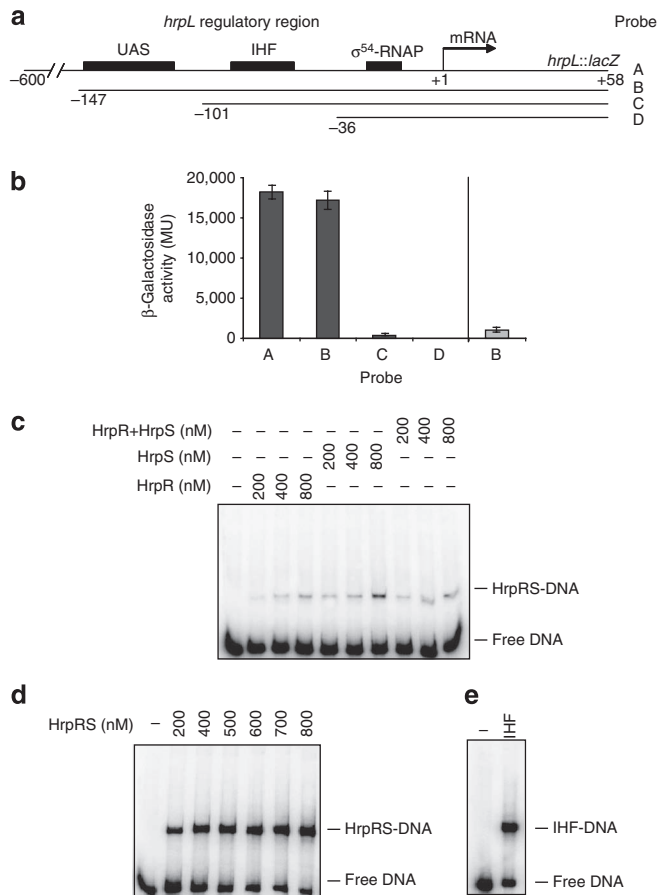 a
hrpL regulatory region
Probe
UAS
IHF
σ54-RNAP
mRNA
hrpL::lacZ
A
–600
+1
+58
B
–147
C
–101
D
–36
b
β-Galactosidase
activity (MU)
20,000
15,000
10,000
5,000
0
A
B
C
D
B
Probe
c
HrpR+HrpS (nM) – – – – – – – 200 400 800
HrpS (nM) – – – – 200 400 800 – – –
HrpR (nM) – 200 400 800 – – – – – –
– HrpRS-DNA
– Free DNA
d
HrpRS (nM) – 200 400 500 600 700 800
– HrpRS-DNA
– Free DNA
e
– IHF
– IHF-DNA
– Free DNA